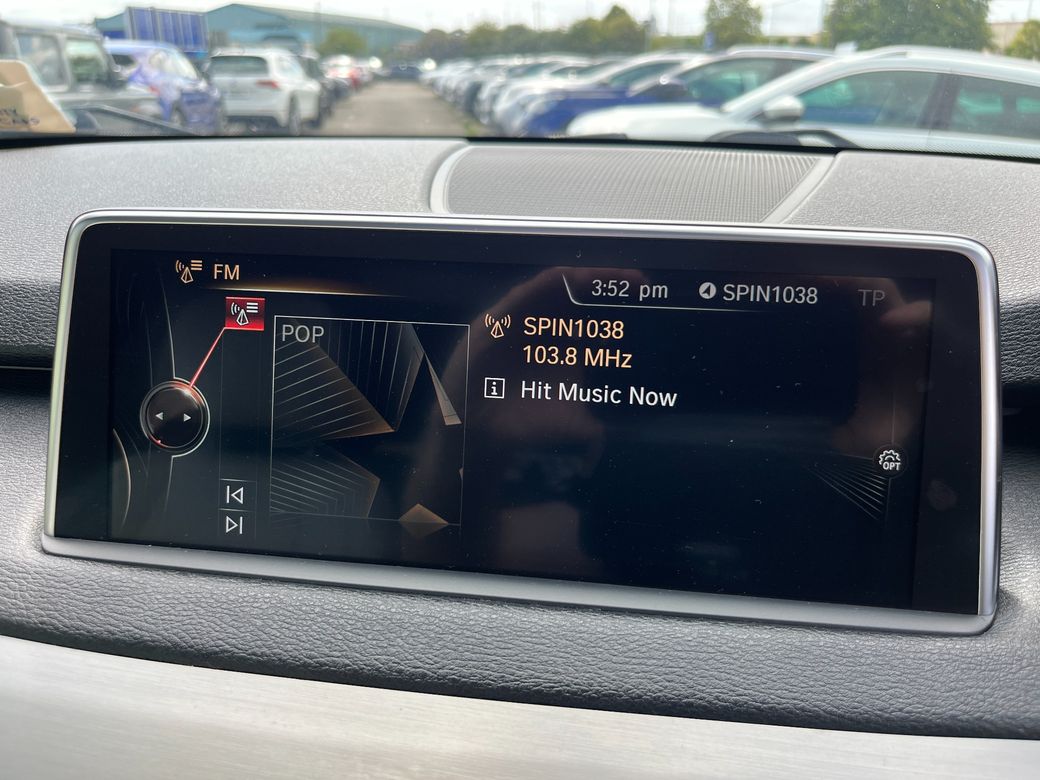 FM
3:52 pm SPIN1038 TP
POP
SPIN1038
103.8 MHz
i Hit Music Now
OPT